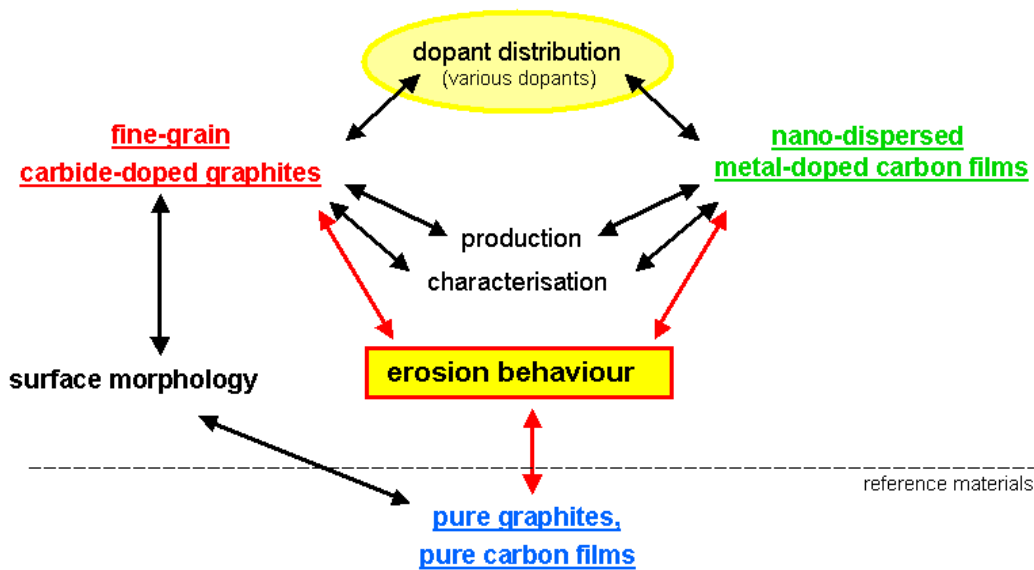 dopant distribution
(various dopants)
fine-grain
carbide-doped graphites
nano-dispersed
metal-doped carbon films
production
characterisation
surface morphology
erosion behaviour
reference materials
pure graphites,
pure carbon films